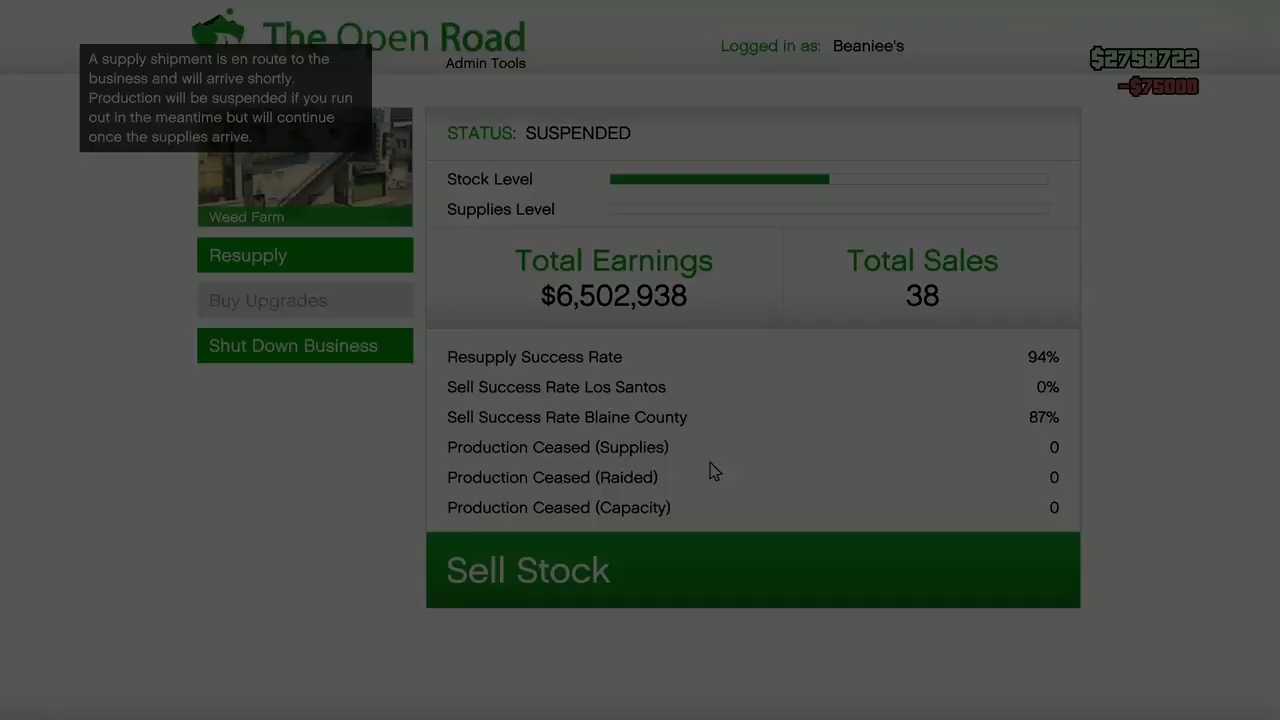 The Open Road
Admin Tools
Logged in as: Beaniee's
$2758722
-$75000
A supply shipment is en route to the
business and will arrive shortly.
Production will be suspended if you run
out in the meantime but will continue
once the supplies arrive.
Weed Farm
Resupply
Buy Upgrades
Shut Down Business
STATUS: SUSPENDED
Stock Level
Supplies Level
Total Earnings
$6,502,938
Total Sales
38
Resupply Success Rate 94%
Sell Success Rate Los Santos 0%
Sell Success Rate Blaine County 87%
Production Ceased (Supplies) 0
Production Ceased (Raided) 0
Production Ceased (Capacity) 0
Sell Stock